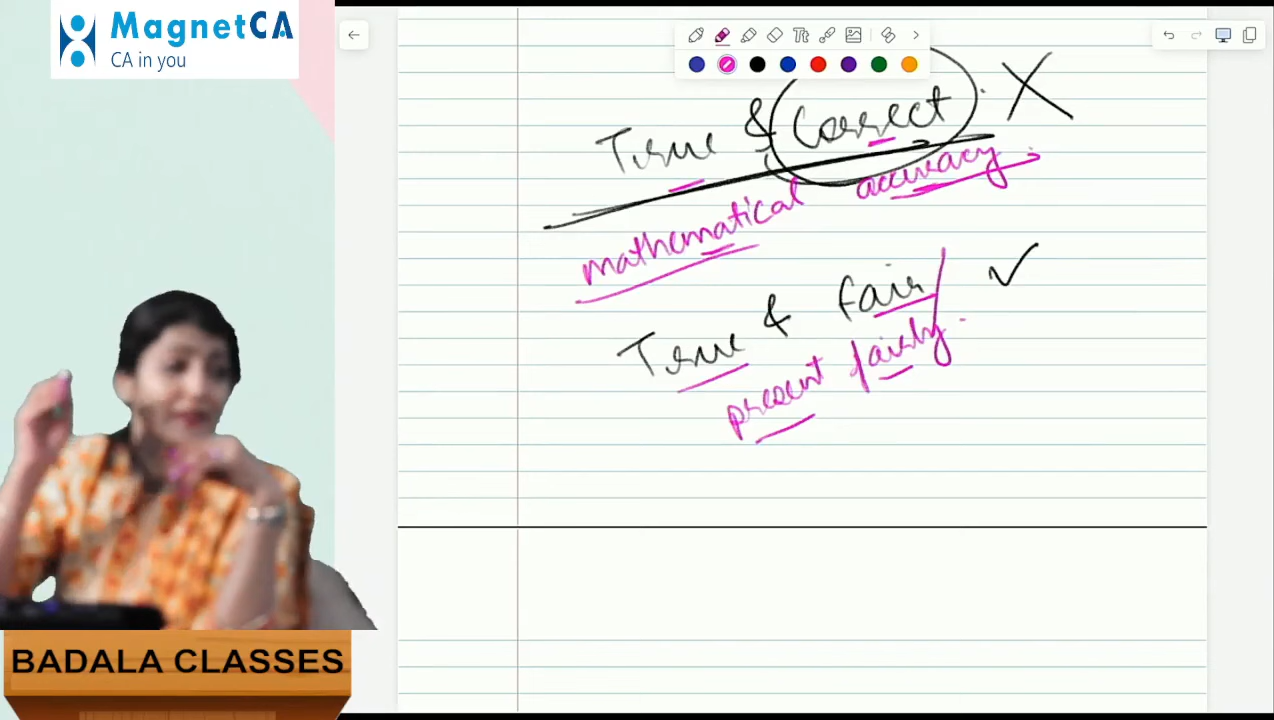 MagnetCA
CA in you
True & Correct. X
mathematical accuracy.
True & fair/ ✓
present fairly.
BADALA CLASSES